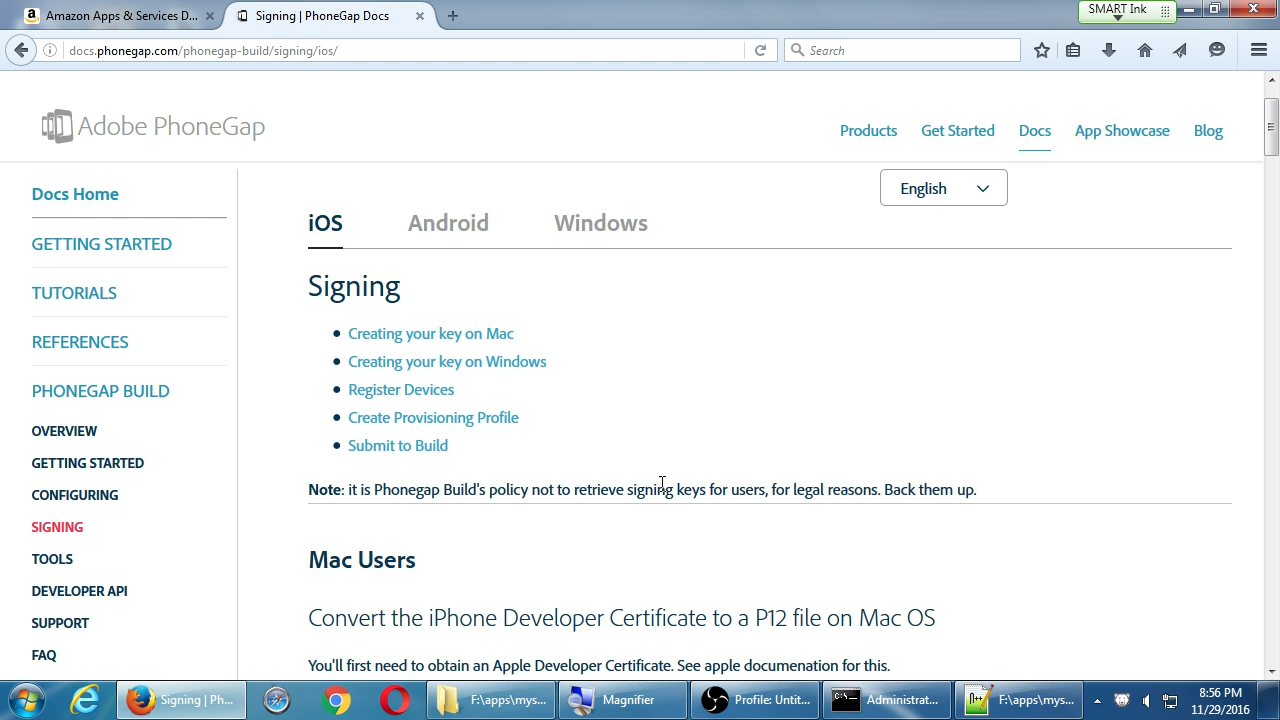 Amazon Apps & Services D...
Signing | PhoneGap Docs
SMART Ink
docs.phonegap.com/phonegap-build/signing/ios/
Search
Adobe PhoneGap
Products
Get Started
Docs
App Showcase
Blog
English
Docs Home
GETTING STARTED
TUTORIALS
REFERENCES
PHONEGAP BUILD
OVERVIEW
GETTING STARTED
CONFIGURING
SIGNING
TOOLS
DEVELOPER API
SUPPORT
FAQ
iOS
Android
Windows
Signing
Creating your key on Mac
Creating your key on Windows
Register Devices
Create Provisioning Profile
Submit to Build
Note: it is Phonegap Build's policy not to retrieve signing keys for users, for legal reasons. Back them up.
Mac Users
Convert the iPhone Developer Certificate to a P12 file on Mac OS
You'll first need to obtain an Apple Developer Certificate. See apple documenation for this.
Signing | Ph...
F:\apps\mys...
Magnifier
Profile: Untit...
Administrat...
F:\apps\mys...
8:56 PM
11/29/2016